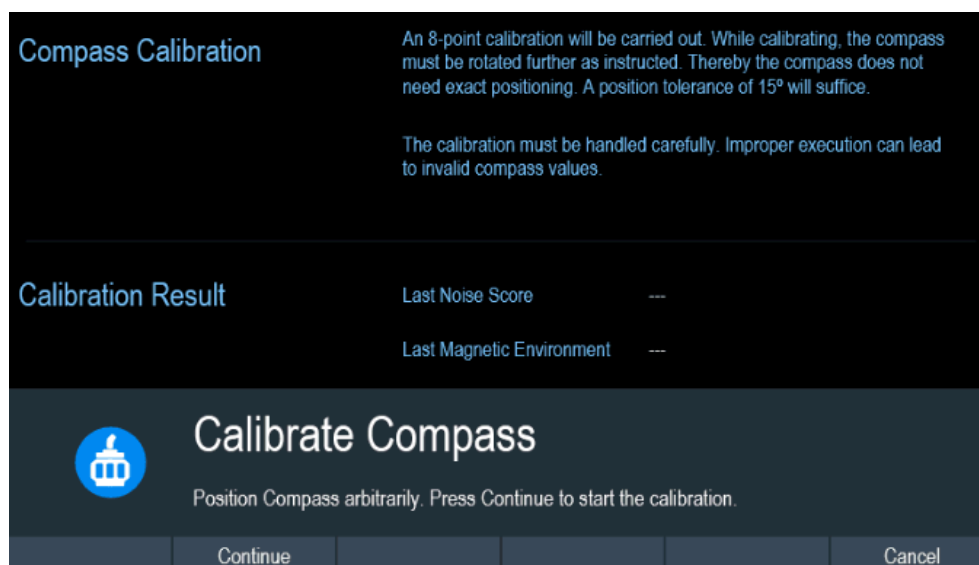 Compass Calibration
An 8-point calibration will be carried out. While calibrating, the compass
must be rotated further as instructed. Thereby the compass does not
need exact positioning. A position tolerance of 15º will suffice.
The calibration must be handled carefully. Improper execution can lead
to invalid compass values.
Calibration Result
Last Noise Score ---
Last Magnetic Environment ---
Calibrate Compass
Position Compass arbitrarily. Press Continue to start the calibration.
Continue Cancel